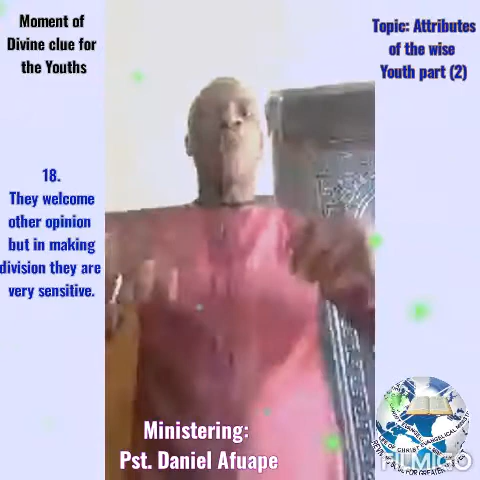 Moment of
Divine clue for
the Youths
Topic: Attributes
of the wise
Youth part (2)
18.
They welcome
other opinion
but in making
division they are
very sensitive.
Ministering:
Pst. Daniel Afuape
FILMIGO